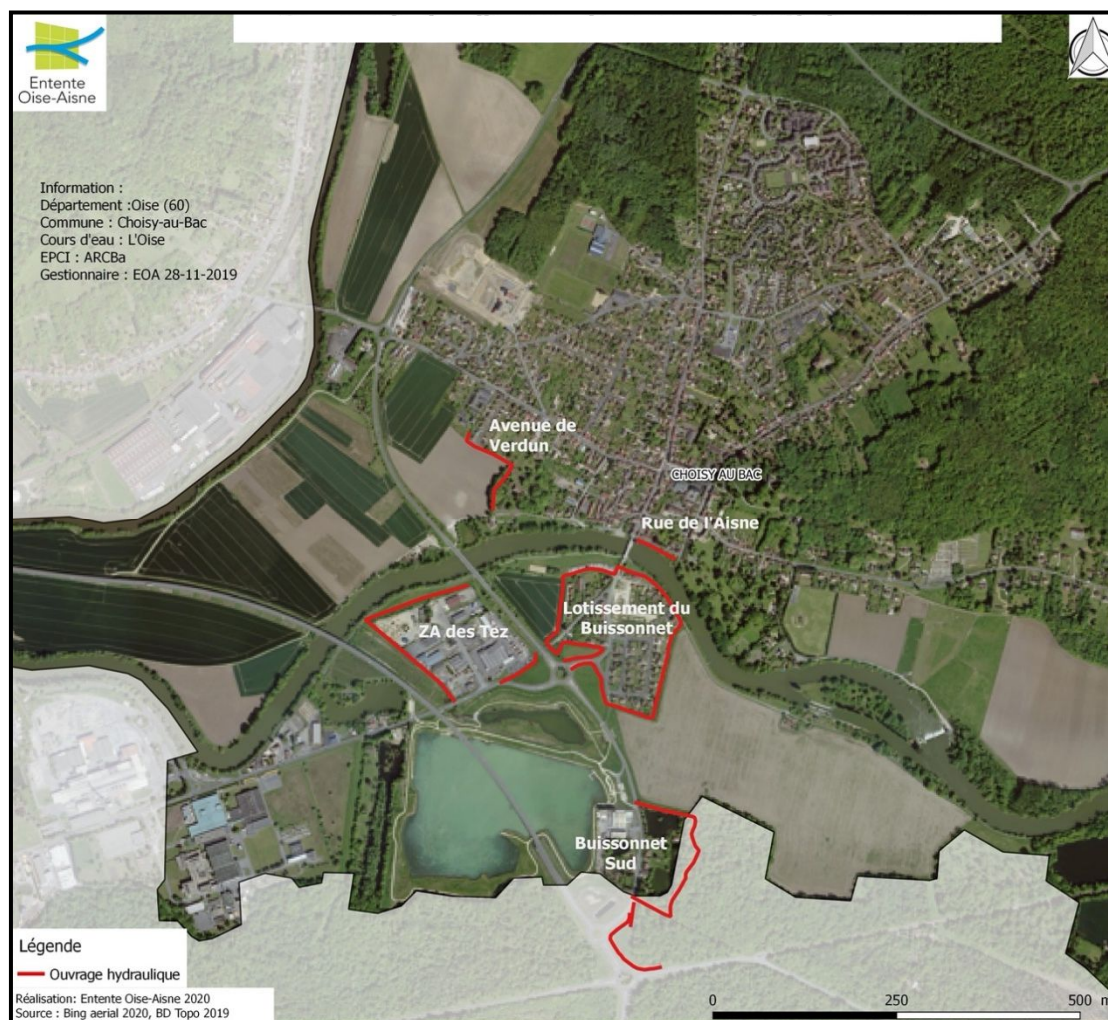 Entente
Oise-Aisne
Information :
Département :Oise (60)
Commune : Choisy-au-Bac
Cours d'eau : L'Oise
EPCI : ARCBa
Gestionnaire : EOA 28-11-2019
Avenue de
Verdun
CHOISY AU BAC
Rue de l'Aisne
Lotissement du
Buissonnet
ZA des Tez
Buissonnet
Sud
Légende
Ouvrage hydraulique
Réalisation: Entente Oise-Aisne 2020
Source : Bing aerial 2020, BD Topo 2019
0 250 500 m